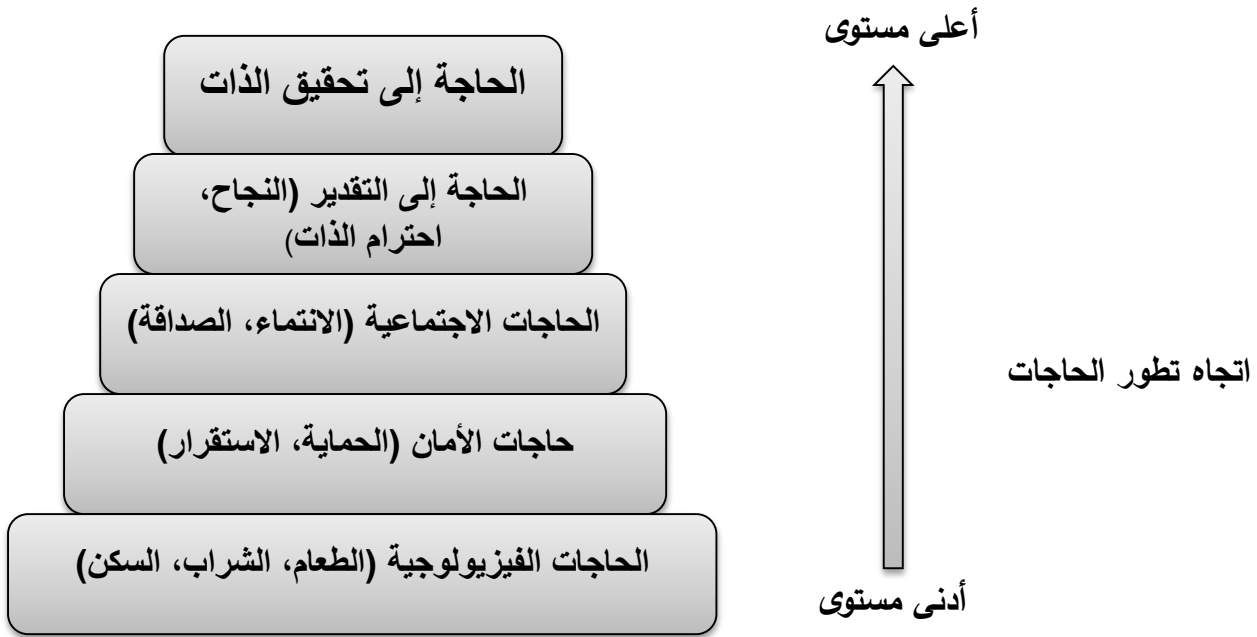 أعلى مستوى
الحاجة إلى تحقيق الذات
الحاجة إلى التقدير (النجاح،
احترام الذات)
الحاجات الاجتماعية (الانتماء، الصداقة)
اتجاه تطور الحاجات
حاجات الأمان (الحماية، الاستقرار)
الحاجات الفيزيولوجية (الطعام، الشراب، السكن)
أدنى مستوى